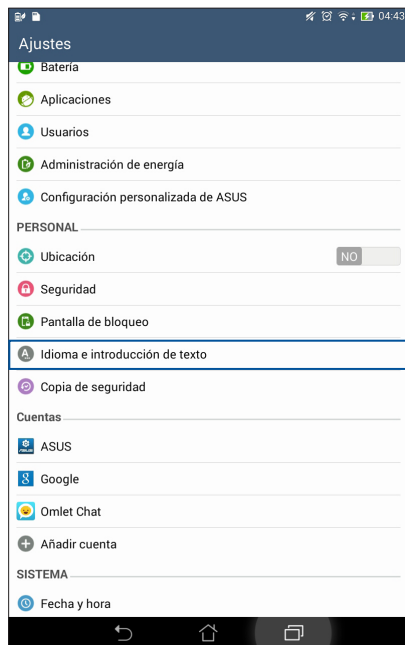 04:43
Ajustes
Batería
Aplicaciones
Usuarios
Administración de energía
Configuración personalizada de ASUS
PERSONAL
Ubicación NO
Seguridad
Pantalla de bloqueo
Idioma e introducción de texto
Copia de seguridad
Cuentas
ASUS
Google
Omlet Chat
Añadir cuenta
SISTEMA
Fecha y hora